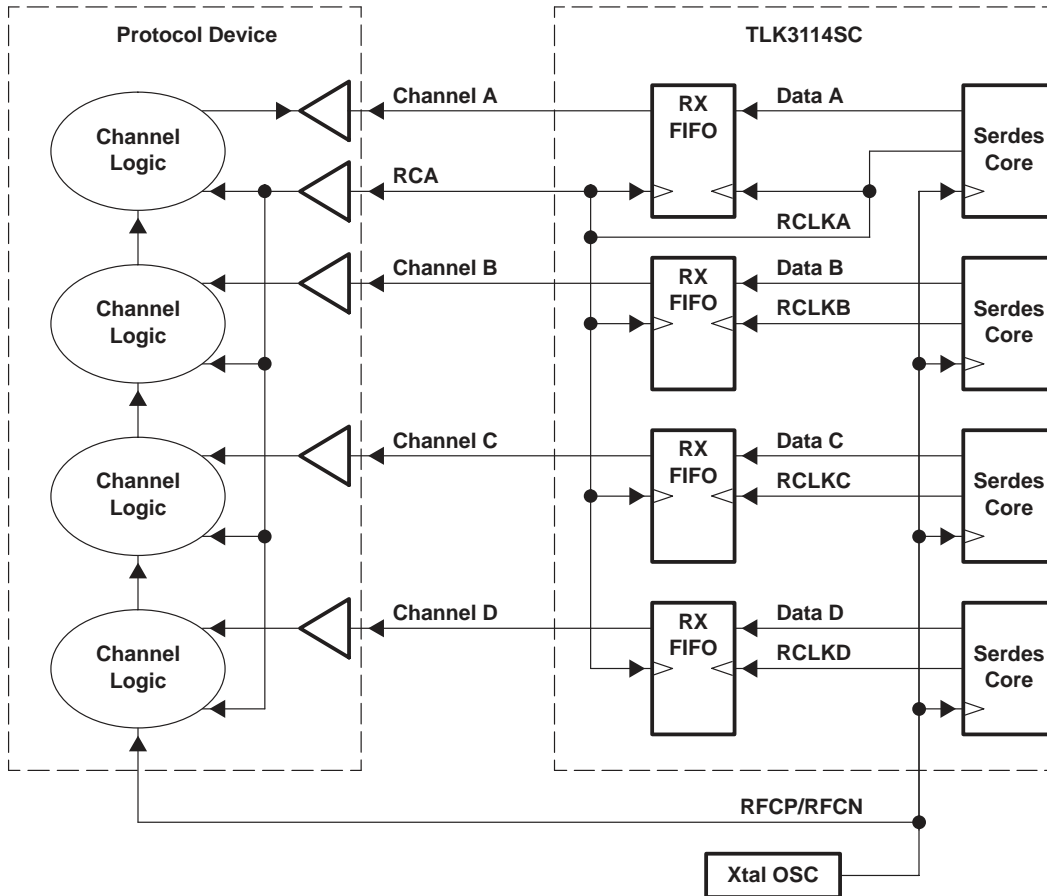 Protocol Device
TLK3114SC
Channel A
RX
FIFO
Data A
Channel
Logic
Serdes
Core
RCA
RCLKA
Channel B
RX
FIFO
Data B
RCLKB
Channel
Logic
Serdes
Core
Channel C
RX
FIFO
Data C
RCLKC
Channel
Logic
Serdes
Core
Channel D
RX
FIFO
Data D
RCLKD
Channel
Logic
Serdes
Core
RFCP/RFCN
Xtal OSC